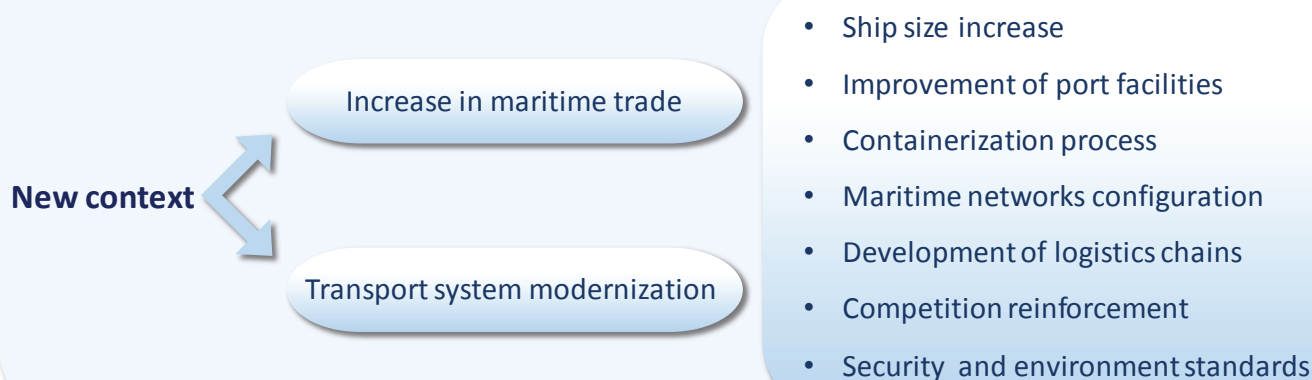 New context
Increase in maritime trade
Transport system modernization
• Ship size increase
• Improvement of port facilities
• Containerization process
• Maritime networks configuration
• Development of logistics chains
• Competition reinforcement
• Security and environment standards